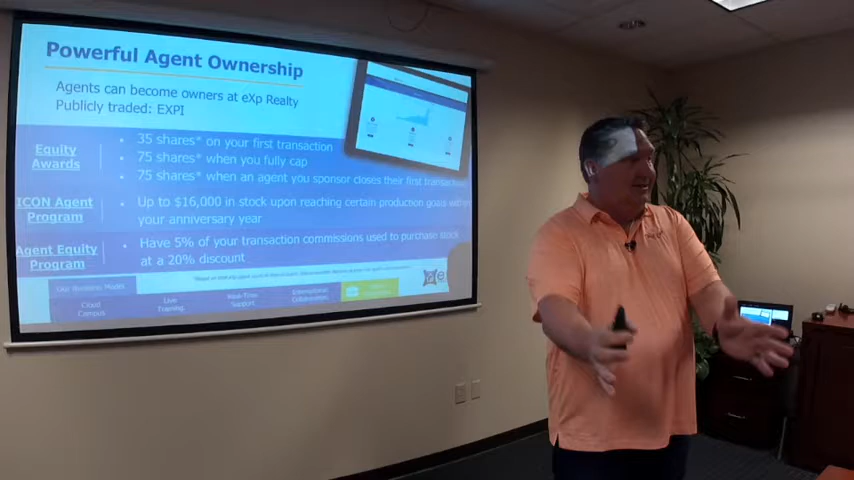 Powerful Agent Ownership
Agents can become owners at eXp Realty
Publicly traded: EXPI
Equity
Awards
• 35 shares* on your first transaction
• 75 shares* when you fully cap
• 75 shares* when an agent you sponsor closes their first transaction
ICON Agent
Program
• Up to $16,000 in stock upon reaching certain production goals within
your anniversary year
Agent Equity
Program
• Have 5% of your transaction commissions used to purchase stock
at a 20% discount
Our Business Model
Cloud
Campus
Live
Training
Real-Time
Support
International
Collaboration